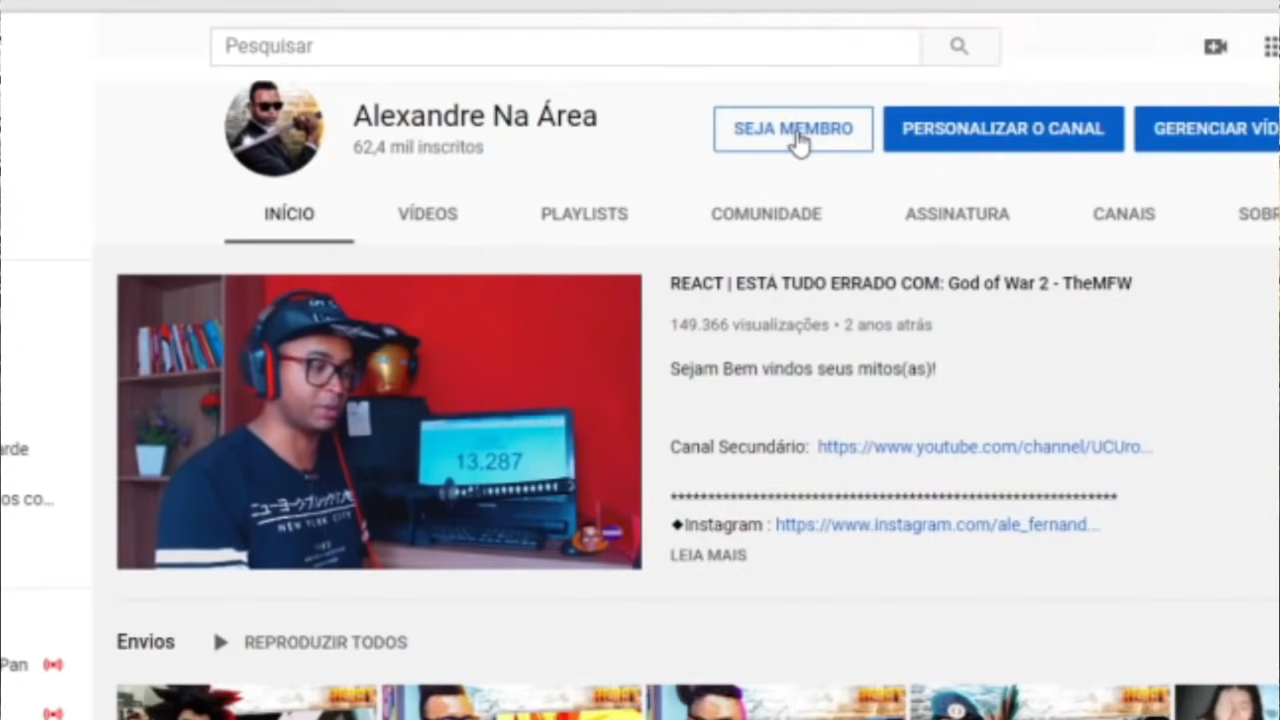 Pesquisar
Alexandre Na Área
62,4 mil inscritos
SEJA MEMBRO
PERSONALIZAR O CANAL
GERENCIAR VÍD
INÍCIO
VÍDEOS
PLAYLISTS
COMUNIDADE
ASSINATURA
CANAIS
SOBR
REACT | ESTÁ TUDO ERRADO COM: God of War 2 - TheMFW
149.366 visualizações • 2 anos atrás
Sejam Bem vindos seus mitos(as)!
Canal Secundário: https://www.youtube.com/channel/UCUro...
************************************************************
◆Instagram : https://www.instagram.com/ale_fernand...
LEIA MAIS
13,287
NEW YORK CITY
arde
os co...
Envios
REPRODUZIR TODOS
Pan